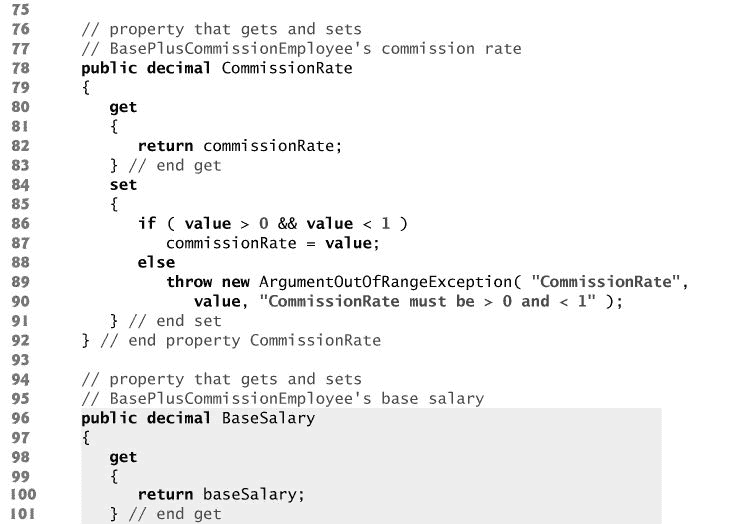 75
76 // property that gets and sets
77 // BasePlusCommissionEmployee's commission rate
78 public decimal CommissionRate
79 {
80 get
81 {
82 return commissionRate;
83 } // end get
84 set
85 {
86 if ( value > 0 && value < 1 )
87 commissionRate = value;
88 else
89 throw new ArgumentOutOfRangeException( "CommissionRate",
90 value, "CommissionRate must be > 0 and < 1" );
91 } // end set
92 } // end property CommissionRate
93
94 // property that gets and sets
95 // BasePlusCommissionEmployee's base salary
96 public decimal BaseSalary
97 {
98 get
99 {
100 return baseSalary;
101 } // end get